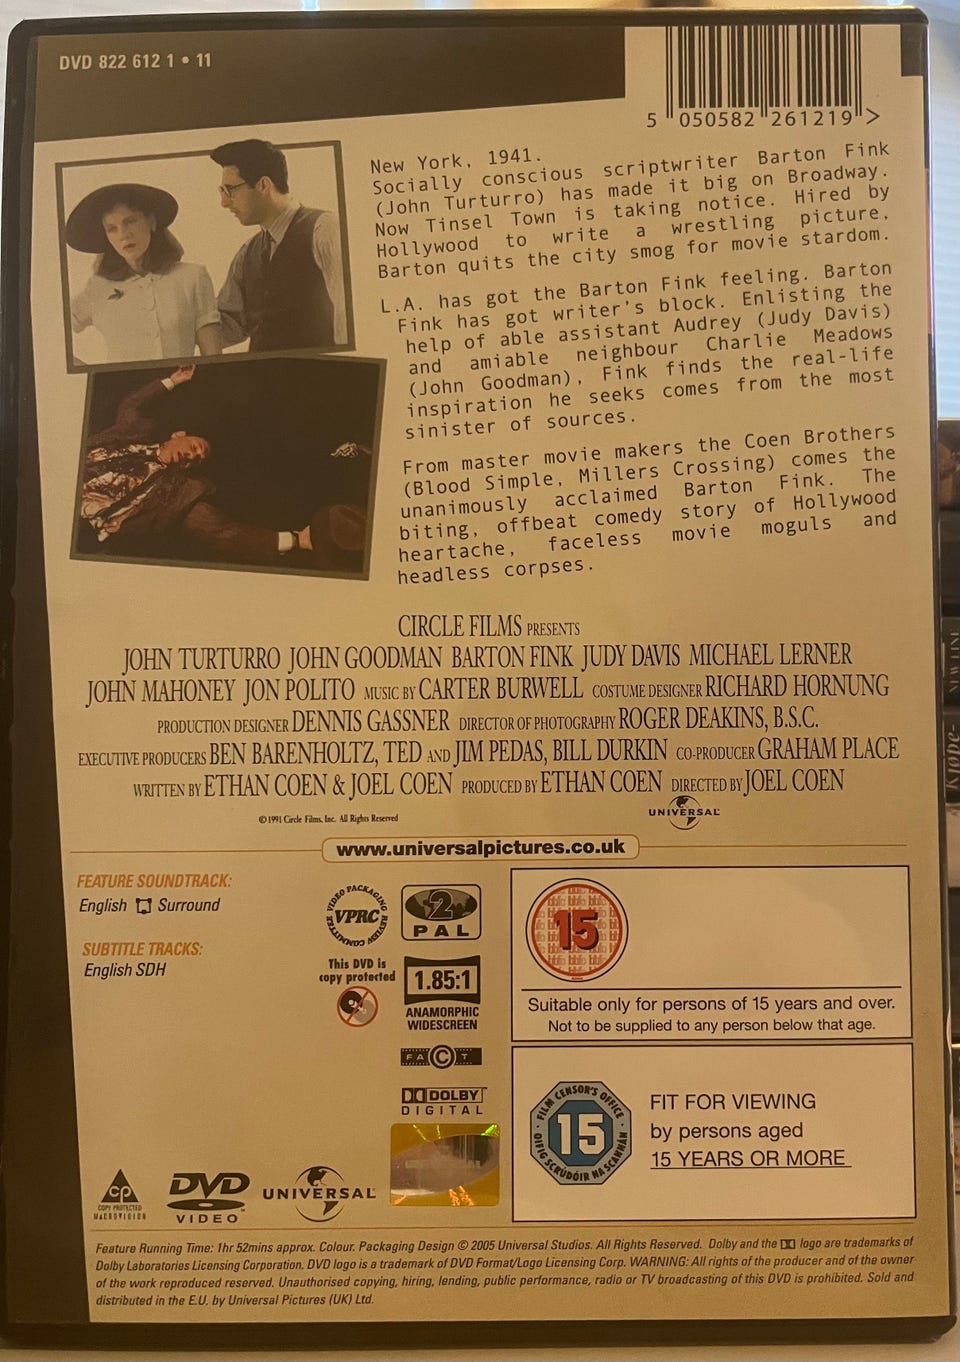 DVD 822 612 1 • 11
5 050582 261219 >
New York, 1941.
Socially conscious scriptwriter Barton Fink
(John Turturro) has made it big on Broadway.
Now Tinsel Town is taking notice. Hired by
Hollywood to write a wrestling picture,
Barton quits the city smog for movie stardom.
L.A. has got the Barton Fink feeling. Barton
Fink has got writer's block. Enlisting the
help of able assistant Audrey (Judy Davis)
and amiable neighbour Charlie Meadows
(John Goodman), Fink finds the real-life
inspiration he seeks comes from the most
sinister of sources.
From master movie makers the Coen Brothers
(Blood Simple, Millers Crossing) comes the
unanimously acclaimed Barton Fink. The
biting, offbeat comedy story of Hollywood
heartache, faceless movie moguls and
headless corpses.
CIRCLE FILMS PRESENTS
JOHN TURTURRO JOHN GOODMAN BARTON FINK JUDY DAVIS MICHAEL LERNER
JOHN MAHONEY JON POLITO MUSIC BY CARTER BURWELL COSTUME DESIGNER RICHARD HORNUNG
PRODUCTION DESIGNER DENNIS GASSNER DIRECTOR OF PHOTOGRAPHY ROGER DEAKINS, B.S.C.
EXECUTIVE PRODUCERS BEN BARENHOLTZ, TED AND JIM PEDAS, BILL DURKIN CO-PRODUCER GRAHAM PLACE
WRITTEN BY ETHAN COEN & JOEL COEN PRODUCED BY ETHAN COEN DIRECTED BY JOEL COEN
© 1991 Circle Films, Inc. All Rights Reserved
UNIVERSAL
www.universalpictures.co.uk
FEATURE SOUNDTRACK:
English Surround
SUBTITLE TRACKS:
English SDH
VIDEO PACKAGING REVIEW COMMITTEE
VPRC
This DVD is
copy protected
2
PAL
1.85:1
ANAMORPHIC
WIDESCREEN
FACT
DOLBY
DIGITAL
15
Suitable only for persons of 15 years and over.
Not to be supplied to any person below that age.
FILM CENSOR'S OFFICE
15
OIFIG SCRÚDÓIR NA SCANNÁN
FIT FOR VIEWING
by persons aged
15 YEARS OR MORE
CP
COPY PROTECTED
MACROVISION
DVD
VIDEO
UNIVERSAL
Feature Running Time: 1hr 52mins approx. Colour. Packaging Design © 2005 Universal Studios. All Rights Reserved. Dolby and the logo are trademarks of
Dolby Laboratories Licensing Corporation. DVD logo is a trademark of DVD Format/Logo Licensing Corp. WARNING: All rights of the producer and of the owner
of the work reproduced reserved. Unauthorised copying, hiring, lending, public performance, radio or TV broadcasting of this DVD is prohibited. Sold and
distributed in the E.U. by Universal Pictures (UK) Ltd.